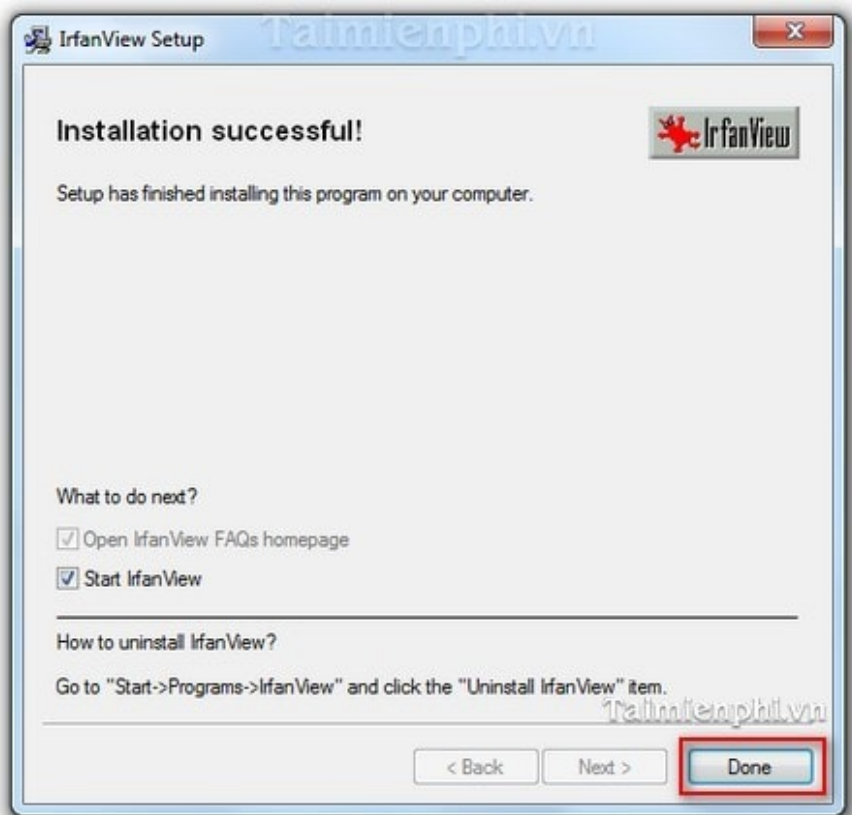 Taimienphi.vn
IrfanView Setup
Installation successful!
IrfanView
Setup has finished installing this program on your computer.
What to do next?
Open IrfanView FAQs homepage
Start IrfanView
How to uninstall IrfanView?
Go to "Start->Programs->IrfanView" and click the "Uninstall IrfanView" item.
Taimienphi.vn
< Back
Next >
Done